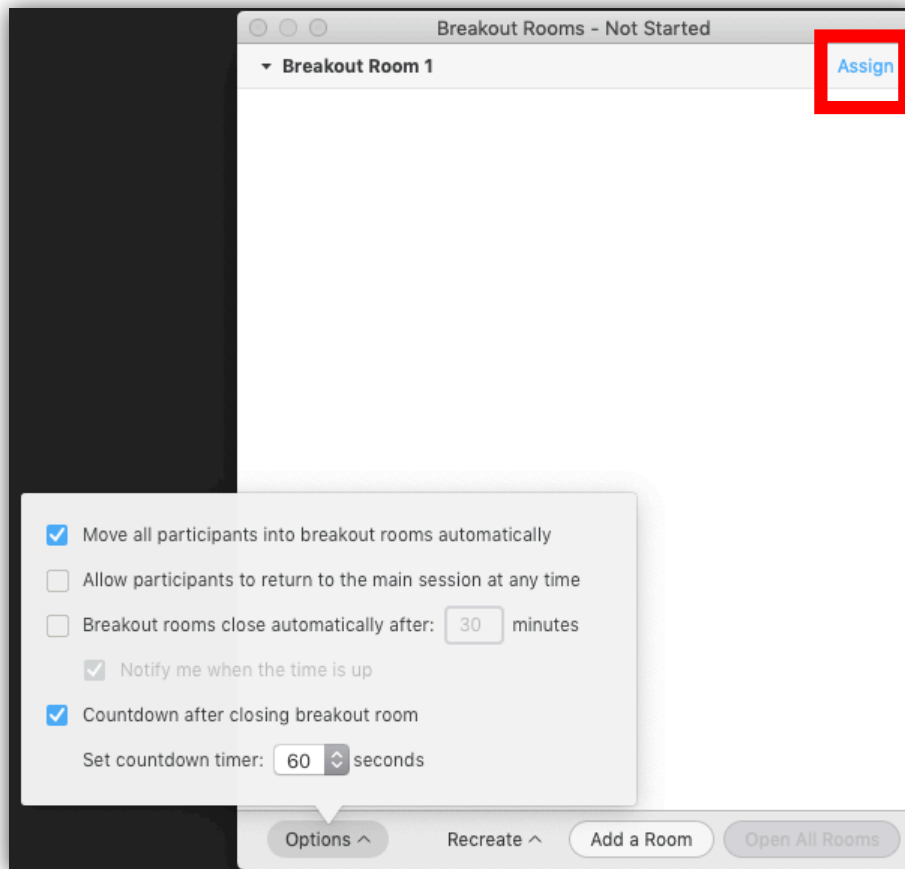 Breakout Rooms - Not Started
Breakout Room 1 Assign
Move all participants into breakout rooms automatically
Allow participants to return to the main session at any time
Breakout rooms close automatically after: 30 minutes
Notify me when the time is up
Countdown after closing breakout room
Set countdown timer: 60 seconds
Options Recreate Add a Room Open All Rooms